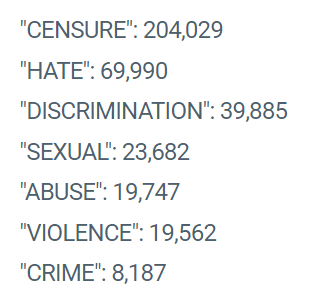 "CENSURE": 204,029
"HATE": 69,990
"DISCRIMINATION": 39,885
"SEXUAL": 23,682
"ABUSE": 19,747
"VIOLENCE": 19,562
"CRIME": 8,187